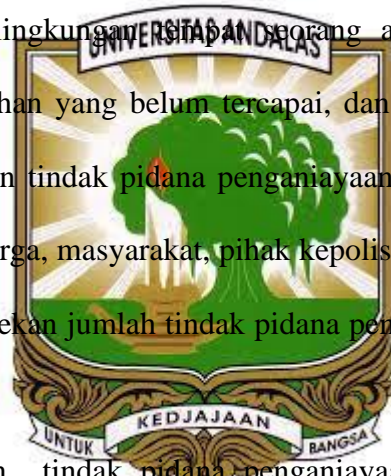 lingkungan tempat seorang a
UNIVERSITAS ANDALAS
han yang belum tercapai, dan
n tindak pidana penganiayaan
rga, masyarakat, pihak kepolis
ekan jumlah tindak pidana pen
UNTUK KEDJAJAAN BANGSA
n tindak pidana penganiaya